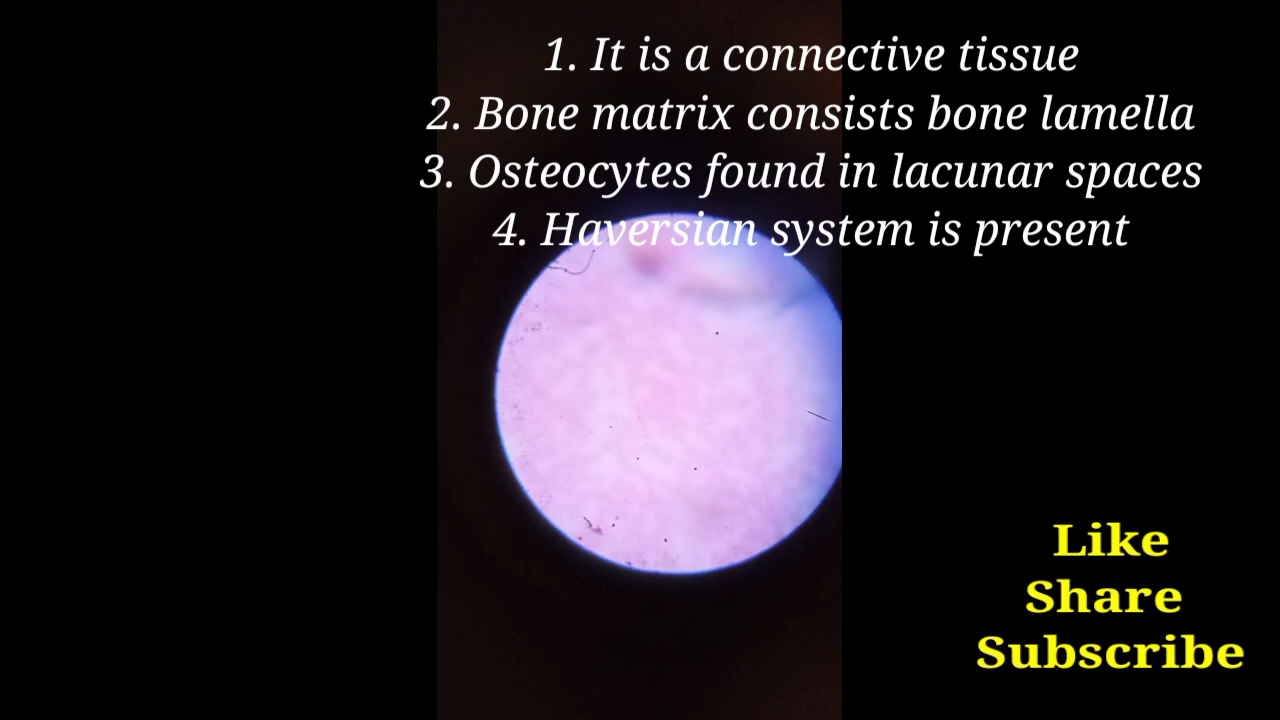 1. It is a connective tissue
2. Bone matrix consists bone lamella
3. Osteocytes found in lacunar spaces
4. Haversian system is present
Like
Share
Subscribe